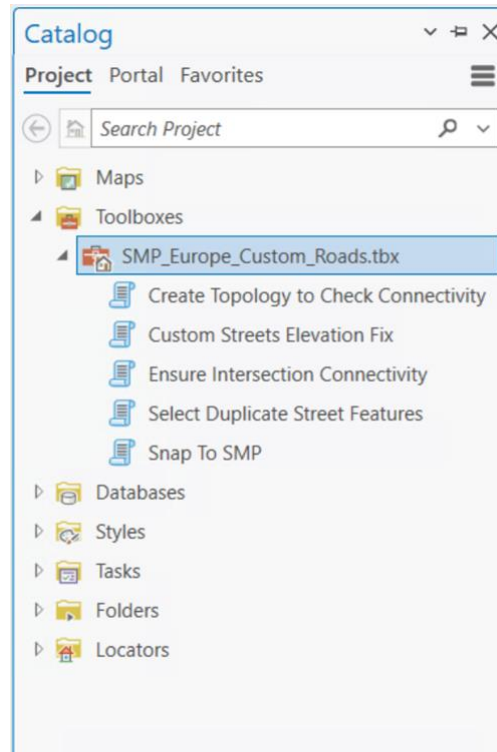 Catalog
Project Portal Favorites
Search Project
Maps
Toolboxes
SMP_Europe_Custom_Roads.tbx
Create Topology to Check Connectivity
Custom Streets Elevation Fix
Ensure Intersection Connectivity
Select Duplicate Street Features
Snap To SMP
Databases
Styles
Tasks
Folders
Locators